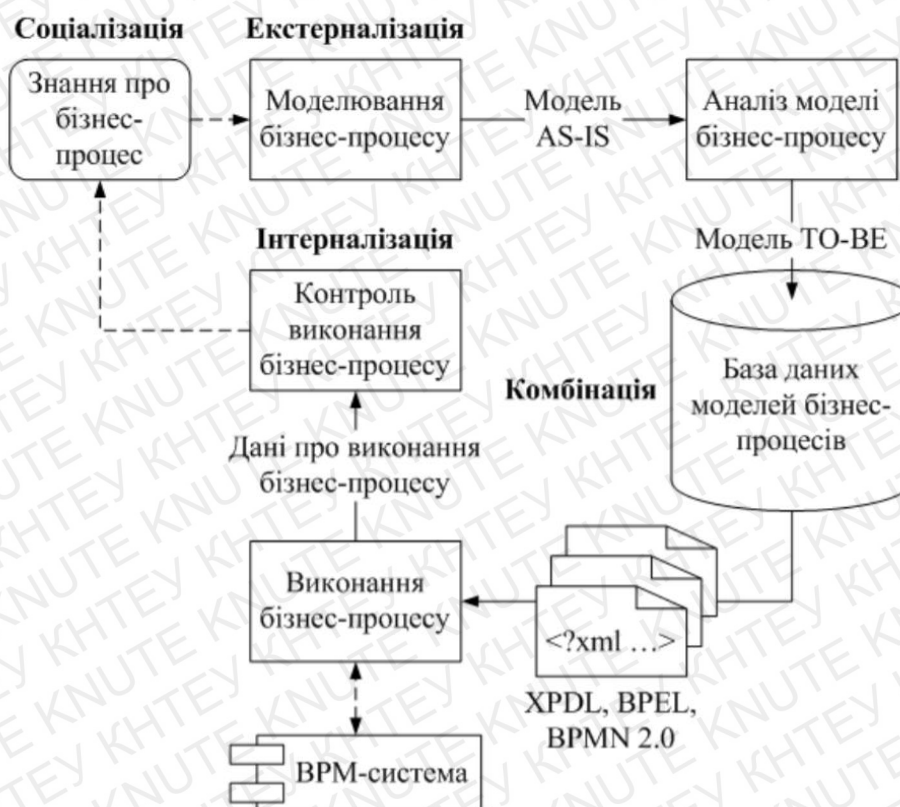 Соціалізація
Екстерналізація
Знання про
бізнес-
процес
Моделювання
бізнес-процесу
Модель
AS-IS
Аналіз моделі
бізнес-процесу
Модель TO-BE
Інтерналізація
Контроль
виконання
бізнес-процесу
Комбінація
База даних
моделей бізнес-
процесів
Дані про виконання
бізнес-процесу
Виконання
бізнес-процесу
<?xml ...>
XPDL, BPEL,
BPMN 2.0
BPM-система
KNUTE КНТЕУ